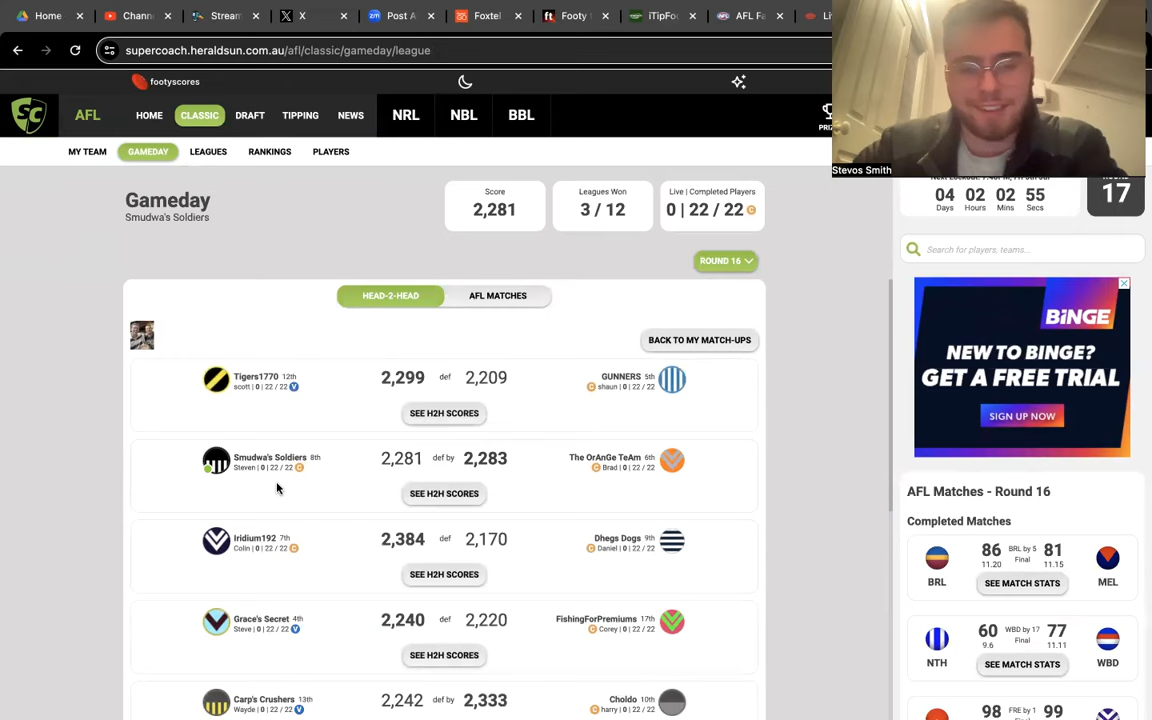 Home
Chann
Stream
X
Post A
Foxtel
Footy
iTipFo
AFL Fa
Li
supercoach.heraldsun.com.au/afl/classic/gameday/league
footyscores
SC
AFL
HOME
CLASSIC
DRAFT
TIPPING
NEWS
NRL
NBL
BBL
PRIZ
MY TEAM
GAMEDAY
LEAGUES
RANKINGS
PLAYERS
Stevos Smith
Gameday
Smudwa's Soldiers
Score
2,281
Leagues Won
3 / 12
Live | Completed Players
0 | 22 / 22 C
04 02 02 55
Days Hours Mins Secs
17
ROUND 16
Search for players, teams...
HEAD-2-HEAD
AFL MATCHES
BACK TO MY MATCH-UPS
Tigers1770 12th
scott | 0 | 22 / 22 V
2,299 def 2,209
GUNNERS 5th
C shaun | 0 | 22 / 22
SEE H2H SCORES
Smudwa's Soldiers 8th
Steven | 0 | 22 / 22 C
2,281 def by 2,283
The OrAnGe TeAm 6th
C Brad | 0 | 22 / 22
SEE H2H SCORES
Iridium192 7th
Colin | 0 | 22 / 22 C
2,384 def 2,170
Dhegs Dogs 9th
C Daniel | 0 | 22 / 22
SEE H2H SCORES
Grace's Secret 4th
Steve | 0 | 22 / 22 V
2,240 def 2,220
FishingForPremiums 17th
C Corey | 0 | 22 / 22
SEE H2H SCORES
Carp's Crushers 13th
Wayde | 0 | 22 / 22 V
2,242 def by 2,333
Choldo 10th
C harry | 0 | 22 / 22
BINGE
NEW TO BINGE?
GET A FREE TRIAL
SIGN UP NOW
AFL Matches - Round 16
Completed Matches
BRL
86
11.20
BRL by 5
Final
81
11.15
MEL
SEE MATCH STATS
NTH
60
9.6
WBD by 17
Final
77
11.11
WBD
SEE MATCH STATS
98
FRE by 1
99